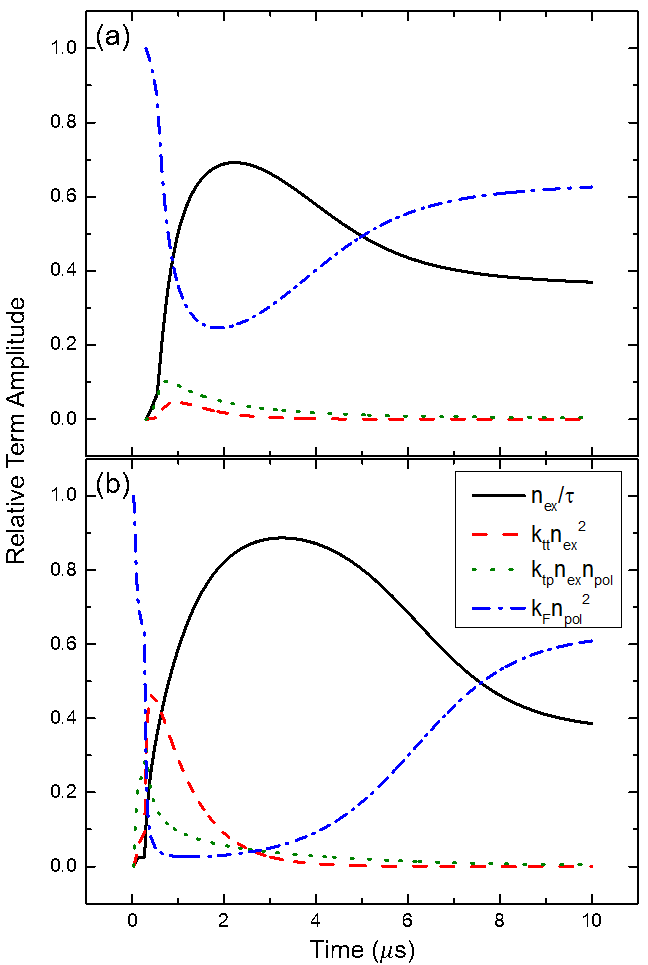 (a)
1.0
0.8
0.6
0.4
0.2
0.0
Relative Term Amplitude
(b)
1.0
0.8
0.6
0.4
0.2
0.0
n_ex/τ
k_tt n_ex^2
k_tp n_ex n_pol
k_F n_pol^2
0 2 4 6 8 10
Time (μs)